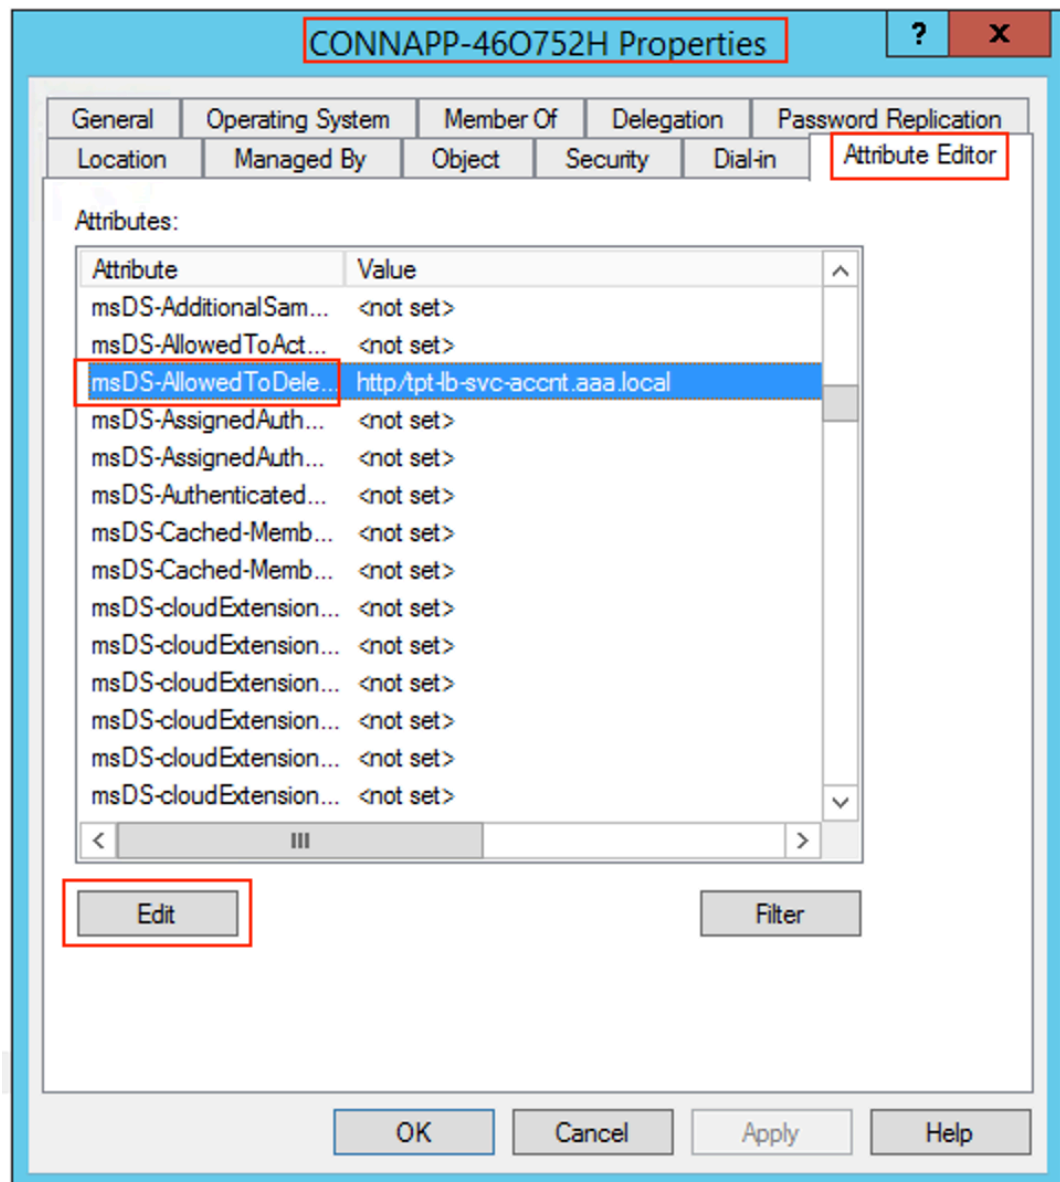 CONNAPP-46O752H Properties
? x
General Operating System Member Of Delegation Password Replication
Location Managed By Object Security Dial-in Attribute Editor
Attributes:
Attribute Value
msDS-AdditionalSam... <not set>
msDS-AllowedToAct... <not set>
msDS-AllowedToDele... http/tpt-lb-svc-accnt.aaa.local
msDS-AssignedAuth... <not set>
msDS-AssignedAuth... <not set>
msDS-Authenticated... <not set>
msDS-Cached-Memb... <not set>
msDS-Cached-Memb... <not set>
msDS-cloudExtension... <not set>
msDS-cloudExtension... <not set>
msDS-cloudExtension... <not set>
msDS-cloudExtension... <not set>
msDS-cloudExtension... <not set>
msDS-cloudExtension... <not set>
Edit Filter
OK Cancel Apply Help